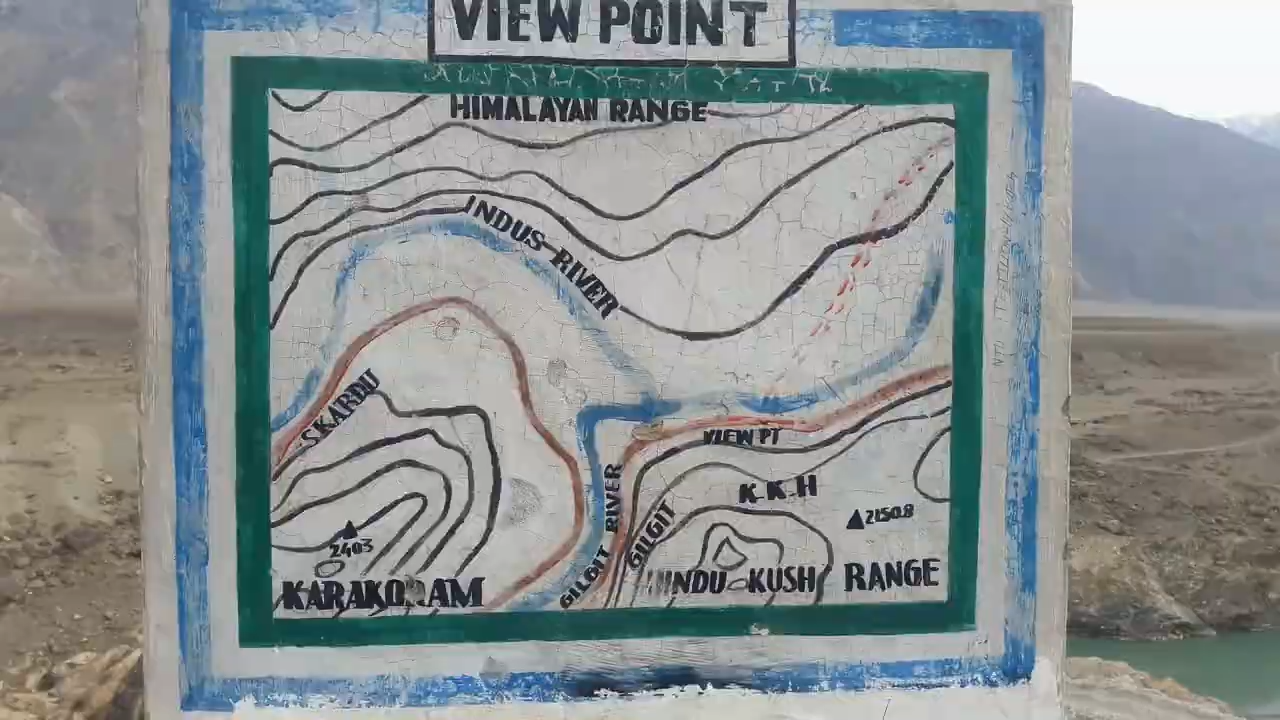 VIEW POINT
HIMALAYAN RANGE
INDUS RIVER
SKARDU
VIEW PT
K.K.H
GILGIT RIVER
GILGIT
2403
2150.8
KARAKORAM
HINDU KUSH RANGE